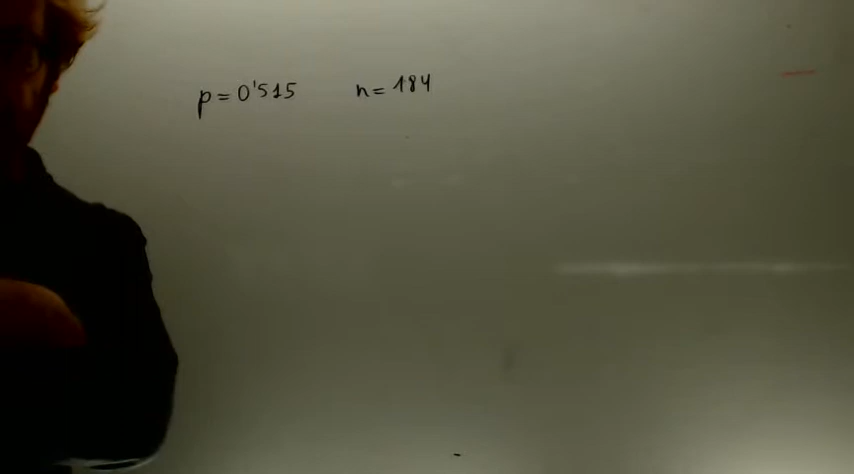 p = 0'515 n = 184